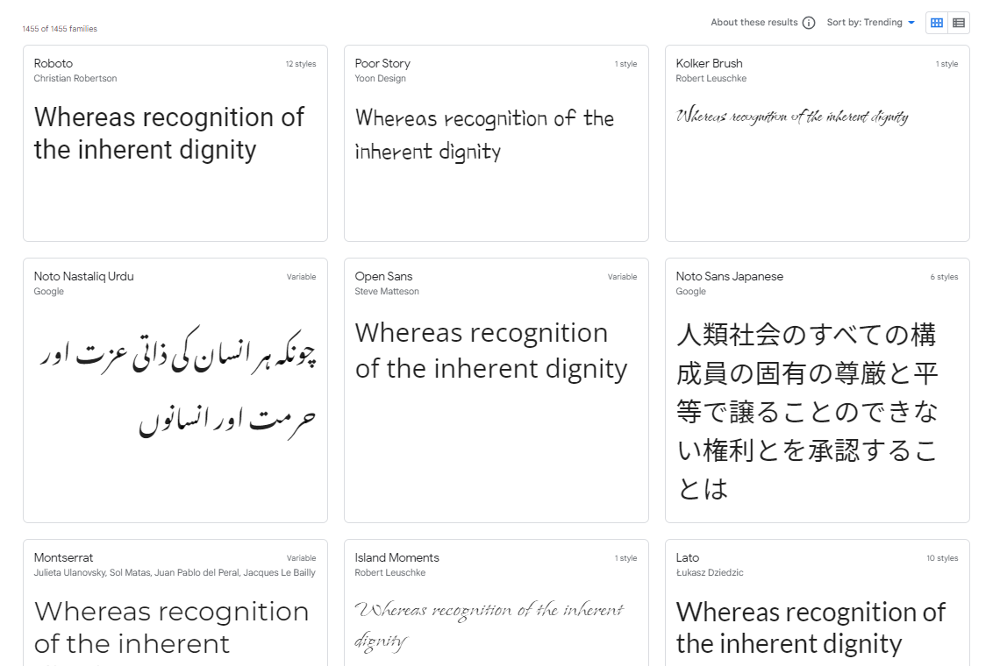 1455 of 1455 families
About these results
Sort by: Trending
Roboto
12 styles
Christian Robertson
Whereas recognition of
the inherent dignity
Poor Story
1 style
Yoon Design
Whereas recognition of the
inherent dignity
Kolker Brush
1 style
Robert Leuschke
Whereas recognition of the inherent dignity
Noto Nastaliq Urdu
Variable
Google
چونکہ ہر انسان کی ذاتی عزت اور
حرمت اور انسانوں
Open Sans
Variable
Steve Matteson
Whereas recognition
of the inherent dignity
Noto Sans Japanese
6 styles
Google
人類社会のすべての構
成員の固有の尊厳と平
等で譲ることのできな
い権利とを承認するこ
とは
Montserrat
Variable
Julieta Ulanovsky, Sol Matas, Juan Pablo del Peral, Jacques Le Bailly
Whereas recognition
of the inherent
Island Moments
1 style
Robert Leuschke
Whereas recognition of the inherent
dignity
Lato
10 styles
Łukasz Dziedzic
Whereas recognition of
the inherent dignity